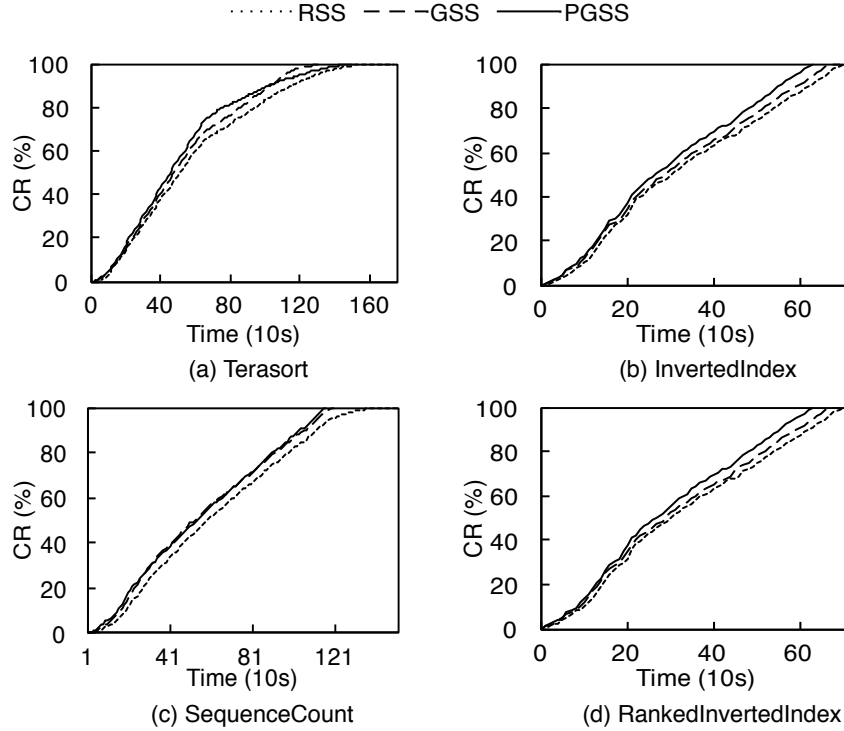 RSS GSS PGSS
100
80
60
40
20
0
CR (%)
0 40 80 120 160
Time (10s)
(a) Terasort
100
80
60
40
20
0
CR (%)
0 20 40 60
Time (10s)
(b) InvertedIndex
100
80
60
40
20
0
CR (%)
1 41 81 121
Time (10s)
(c) SequenceCount
100
80
60
40
20
0
CR (%)
0 20 40 60
Time (10s)
(d) RankedInvertedIndex